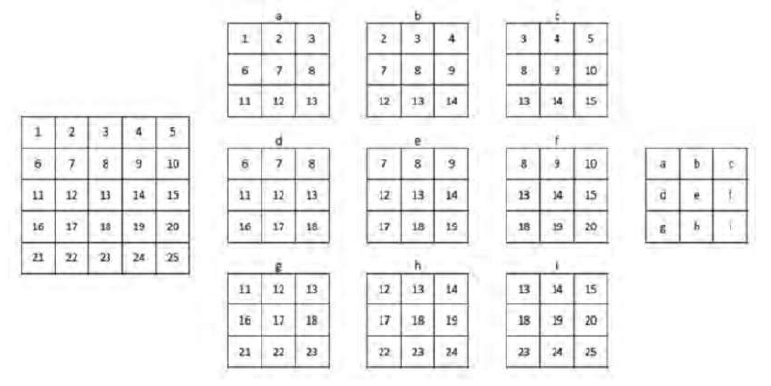 1 2 3 4 5
6 7 8 9 10
11 12 13 14 15
16 17 18 19 20
21 22 23 24 25
a
1 2 3
6 7 8
11 12 13
b
2 3 4
7 8 9
12 13 14
c
3 4 5
8 9 10
13 14 15
d
6 7 8
11 12 13
16 17 18
e
7 8 9
12 13 14
17 18 19
f
8 9 10
13 14 15
18 19 20
g
11 12 13
16 17 18
21 22 23
h
12 13 14
17 18 19
22 23 24
i
13 14 15
18 19 20
23 24 25
a b c
d e f
g h i